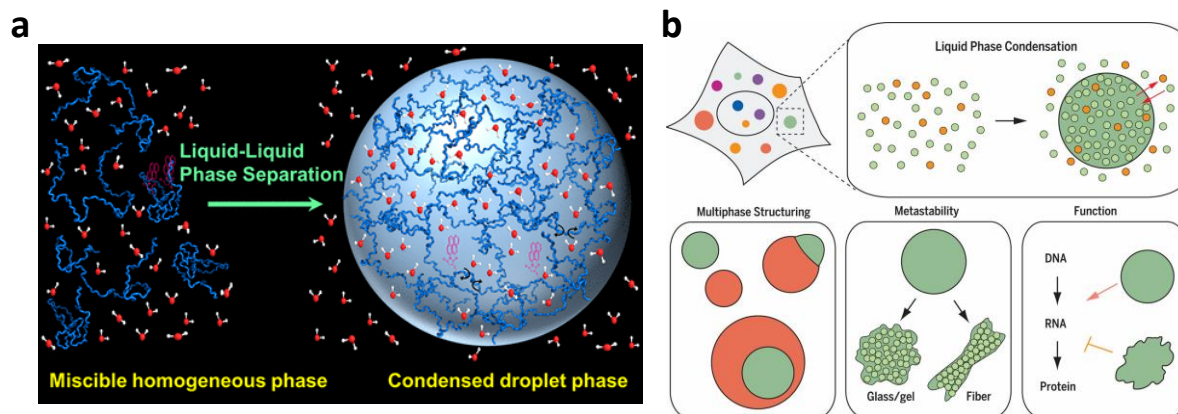 a
Liquid-Liquid
Phase Separation
Miscible homogeneous phase
Condensed droplet phase
b
Liquid Phase Condensation
Multiphase Structuring
Metastability
Glass/gel
Fiber
Function
DNA
RNA
Protein